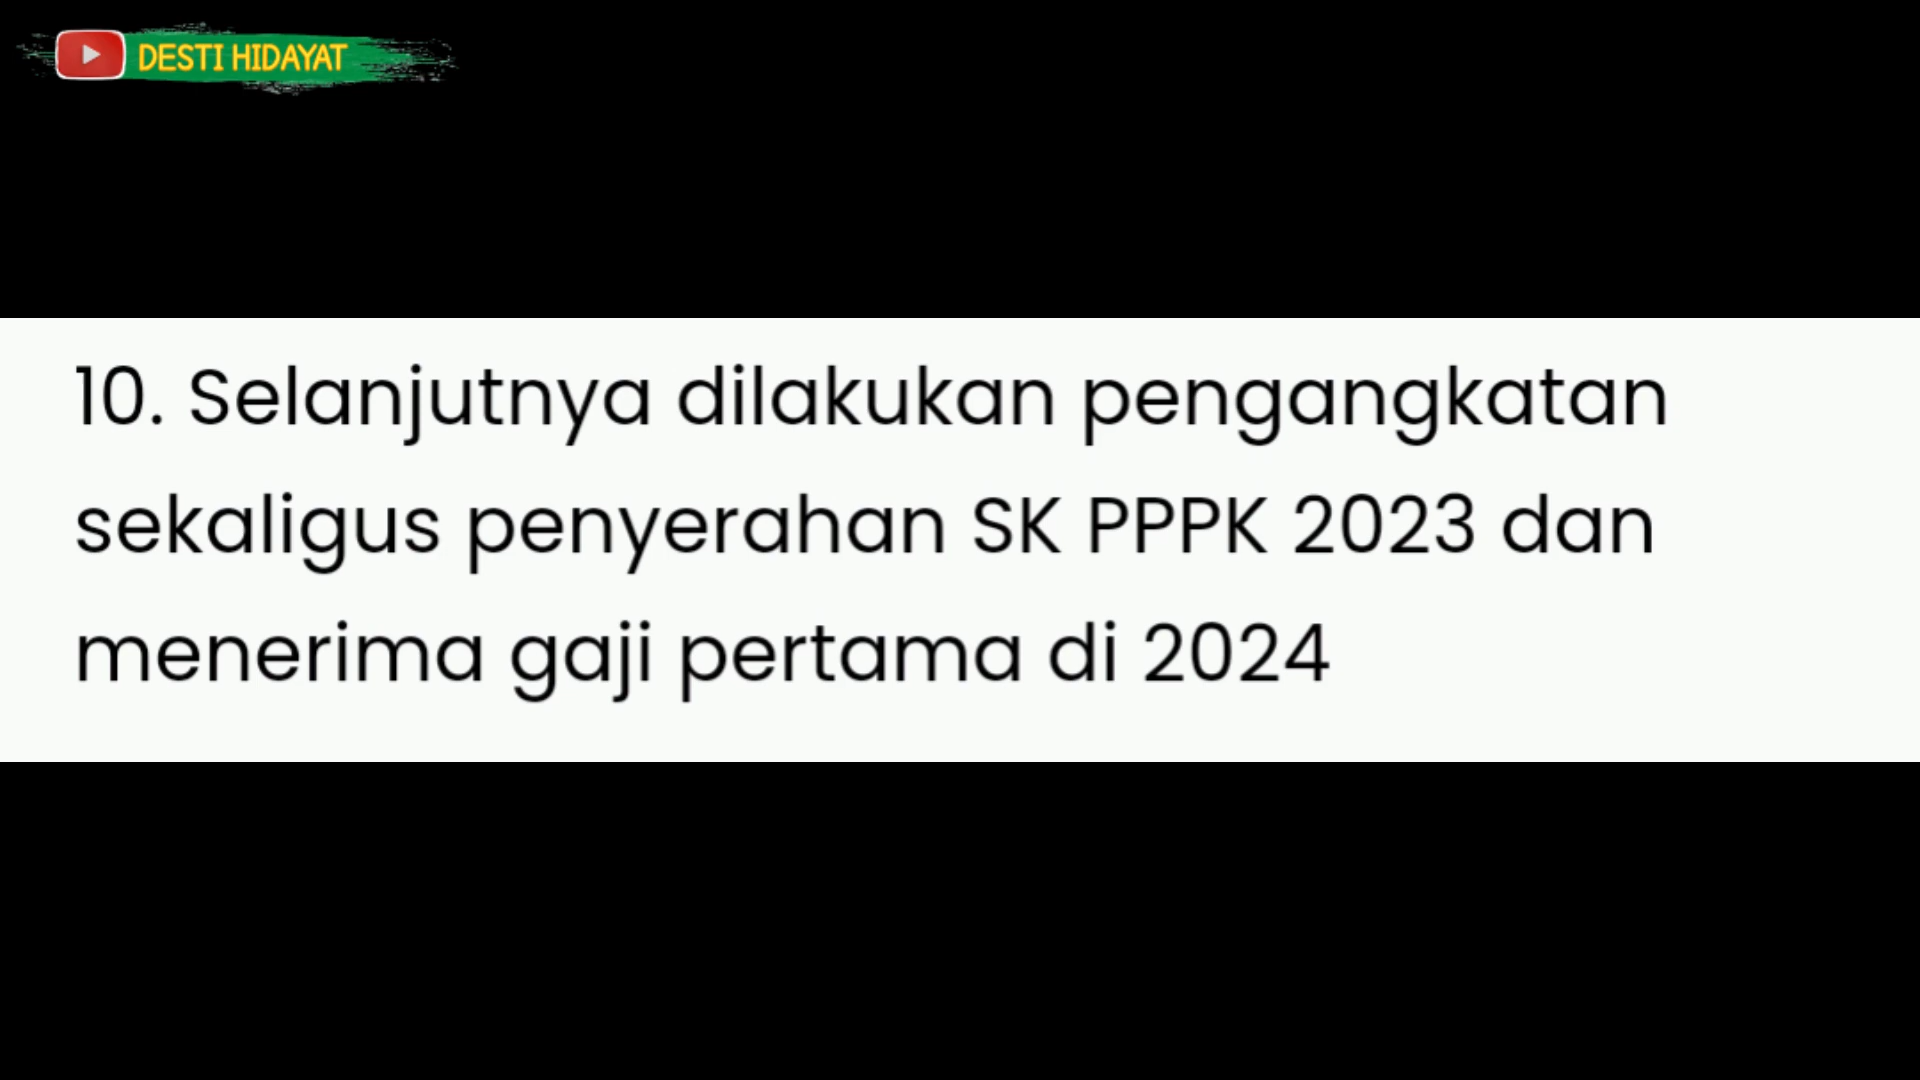 DESTI HIDAYAT
10. Selanjutnya dilakukan pengangkatan
sekaligus penyerahan SK PPPK 2023 dan
menerima gaji pertama di 2024